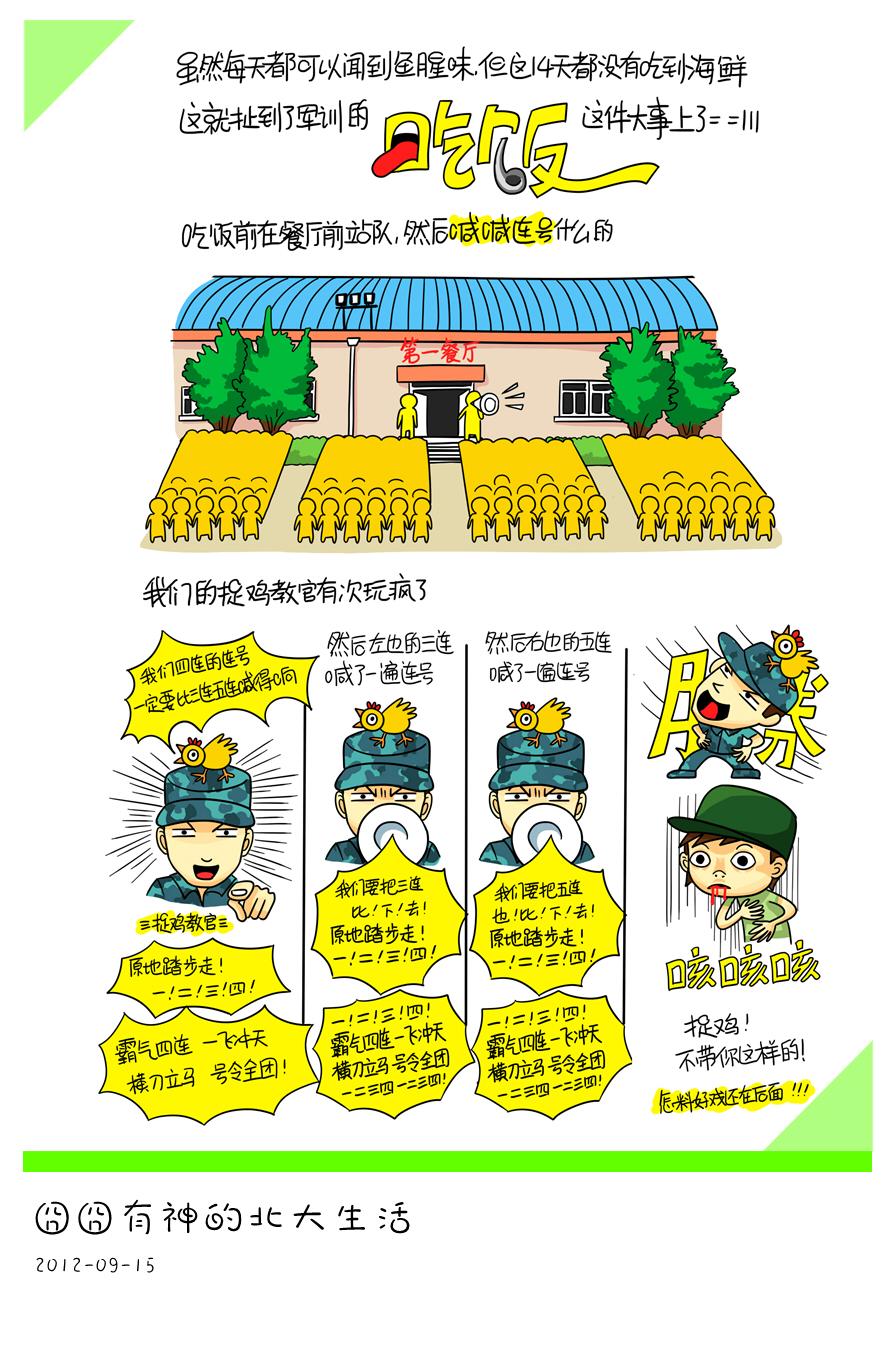 虽然每天都可以闻到鱼腥味.但这14天都没有吃到海鲜
这就扯到了军训的 吃饭 这件大事上了==|||
吃饭前在餐厅前站队,然后喊喊连号什么的
第一餐厅
我们的捉鸡教官有次玩疯了
我们四连的连号
一定要比三连五连喊得响
三捉鸡教官三
原地踏步走!
一!二!三!四!
霸气四连 一飞冲天
横刀立马 号令全团!
然后左边的三连
喊了一遍连号
我们要把三连
比!下!去!
原地踏步走!
一!二!三!四!
一!二!三!四!
霸气四连一飞冲天
横刀立马 号令全团
一二三四 一二三四!
然后右边的五连
喊了一遍连号
我们要把五连
也!比!下!去!
原地踏步走!
一!二!三!四!
一!二!三!四!
霸气四连一飞冲天
横刀立马 号令全团
一二三四 一二三四!
咳咳咳
捉鸡!
不带你这样的!
怎料好戏还在后面!!!
囧囧有神的北大生活
2012-09-15